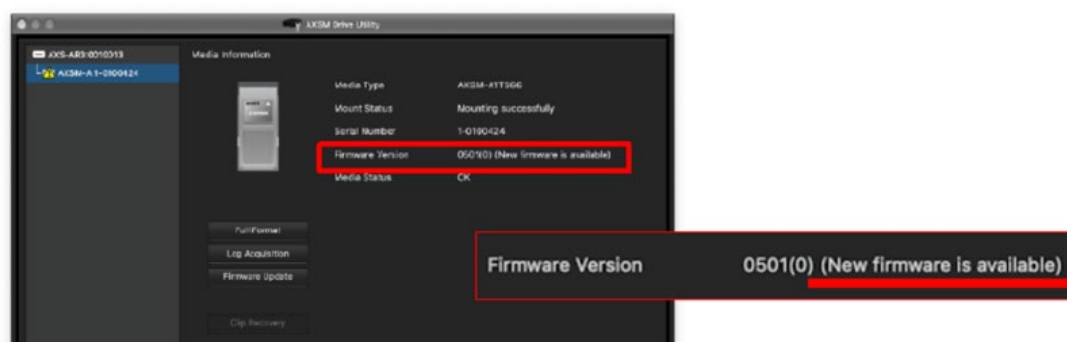 AXSM Drive Utility
AXS-AR3:0010013
AXSM-A1-0100424
Media Information
Media Type AXSM-A1TS66
Mount Status Mounting successfully
Serial Number 1-0100424
Firmware Version 0501(0) (New firmware is available)
Media Status OK
Full Format
Log Acquisition
Firmware Update
Clip Recovery
Firmware Version 0501(0) (New firmware is available)